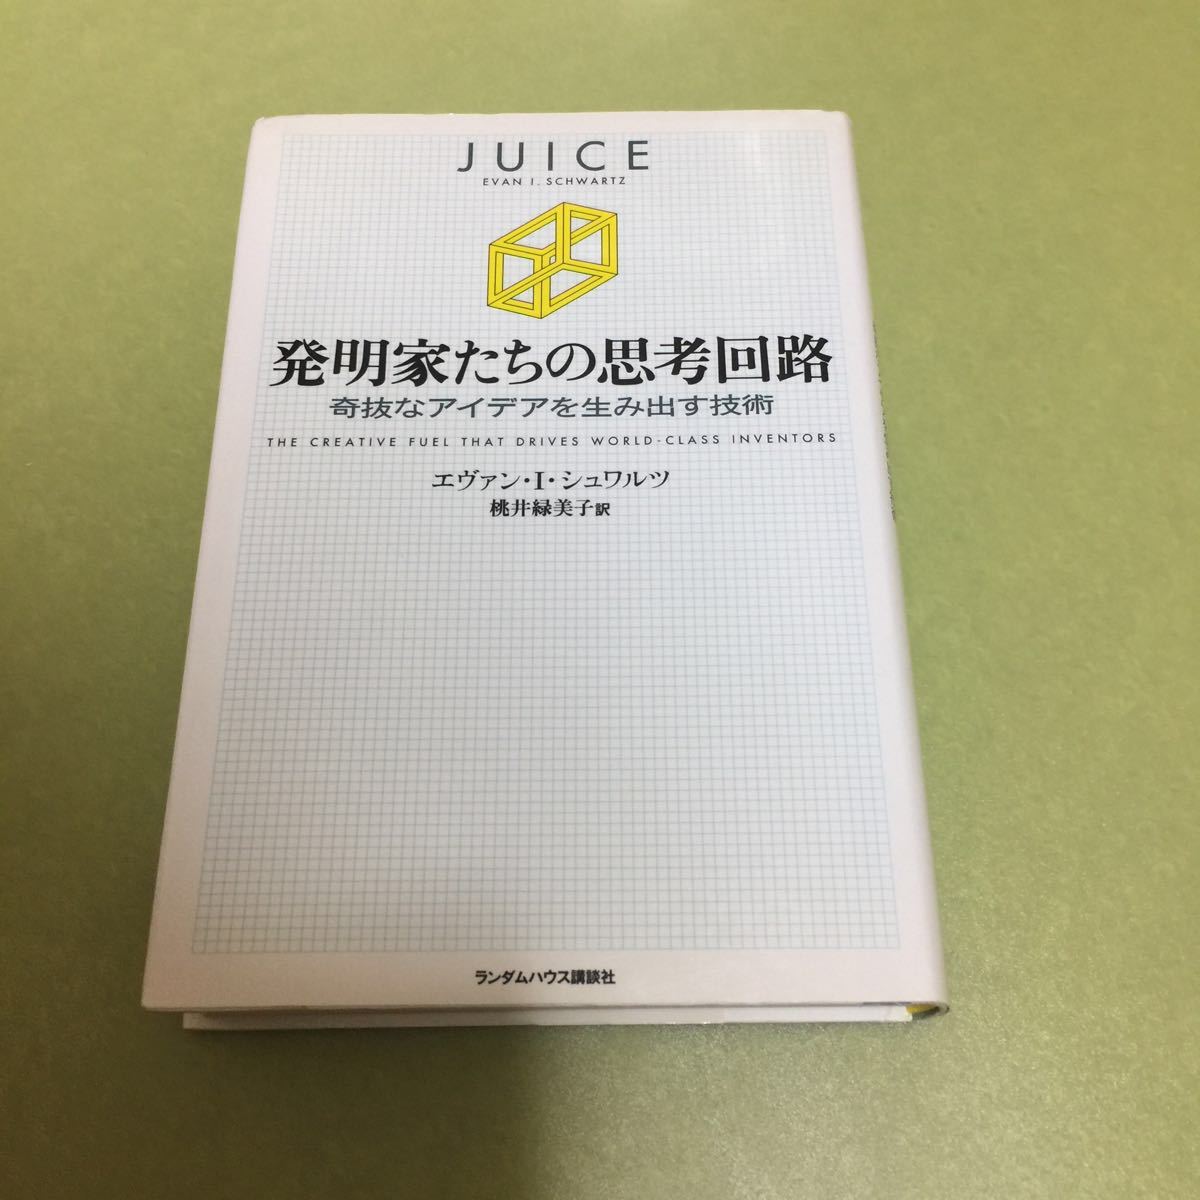 JUICE
EVAN I. SCHWARTZ
発明家たちの思考回路
奇抜なアイデアを生み出す技術
THE CREATIVE FUEL THAT DRIVES WORLD-CLASS INVENTORS
エヴァン・I・シュワルツ
桃井緑美子訳
ランダムハウス講談社